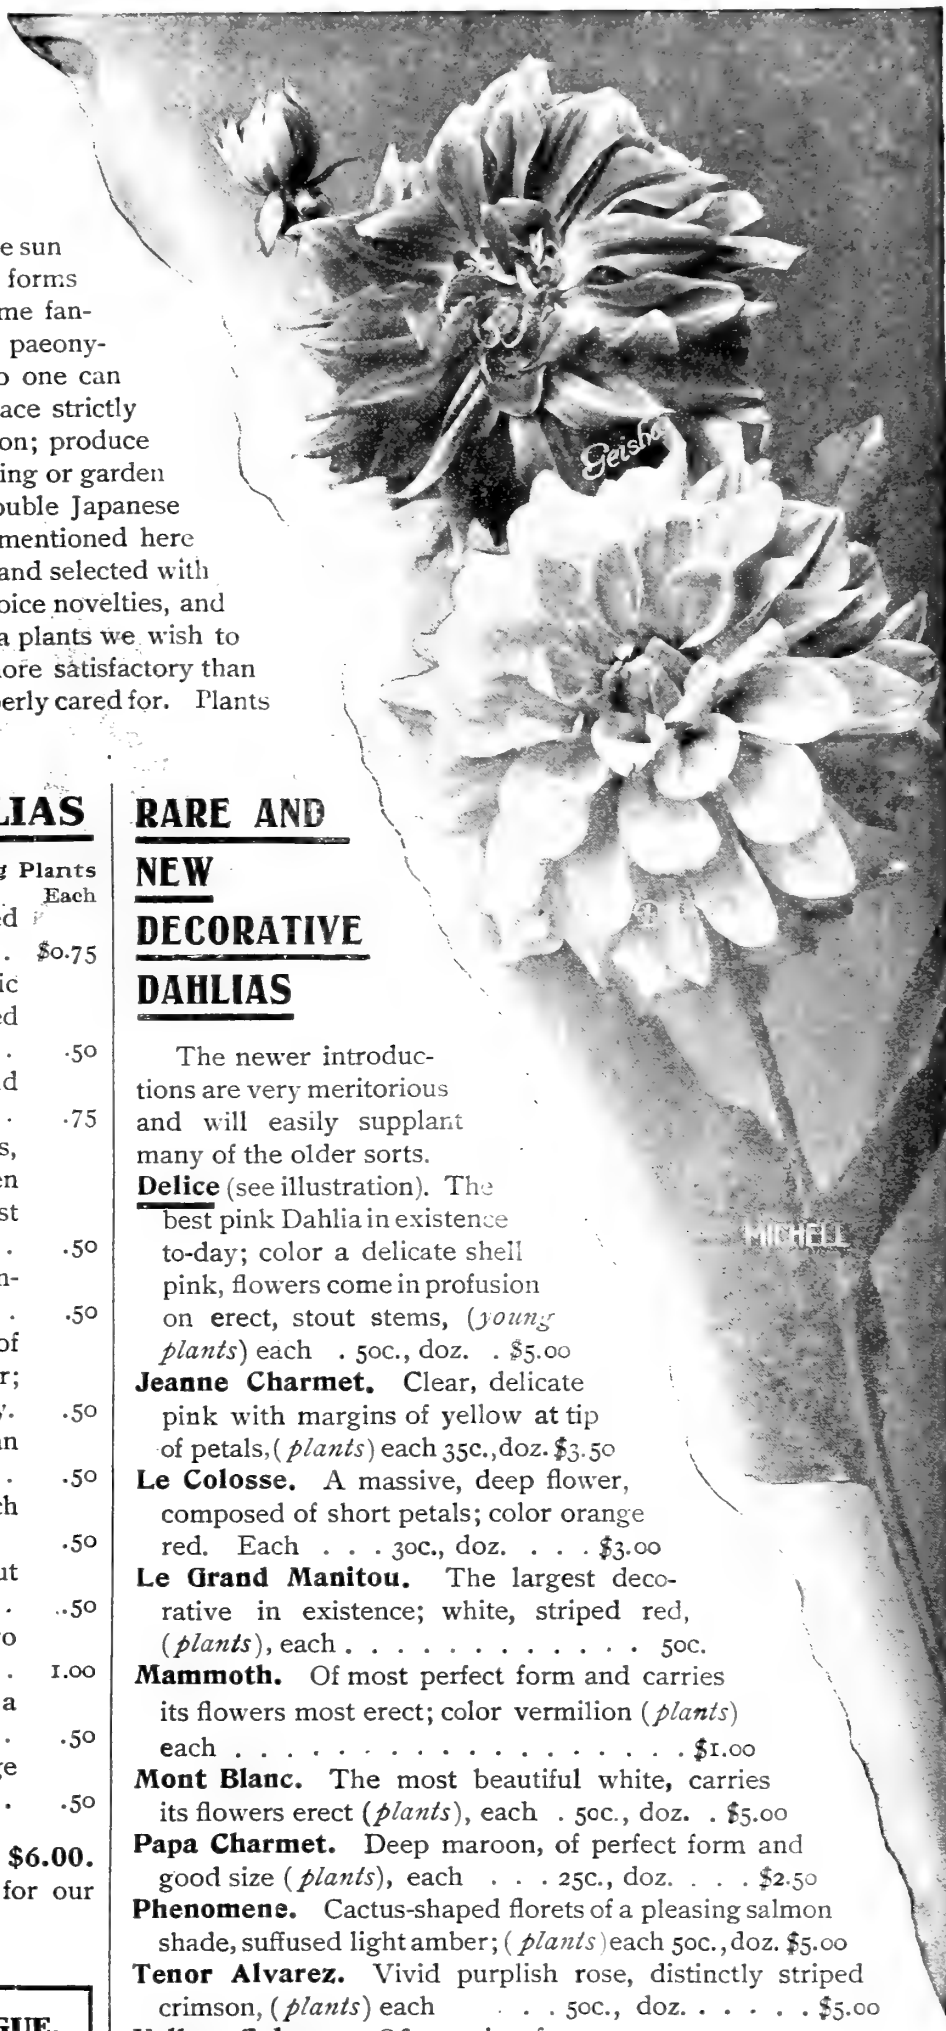 e sun
forms
me fan-
paeony-
o one can
ace strictly
on; produce
ing or garden
ouble Japanese
mentioned here
and selected with
oice novelties, and
a plants we wish to
ore satisfactory than
erly cared for. Plants
Geisha
MICHELL
LIAS
g Plants
Each
ed
. $0.75
ic
ed
. .50
d
. .75
s,
en
st
. .50
n-
. .50
of
r;
y. .50
an
. .50
ch
.50
ut
. ..50
o
. 1.00
a
. .50
ge
. .50
$6.00.
for our
GUE.
RARE AND
NEW
DECORATIVE
DAHLIAS
The newer introduc-
tions are very meritorious
and will easily supplant
many of the older sorts.
Delice (see illustration). The
best pink Dahlia in existence
to-day; color a delicate shell
pink, flowers come in profusion
on erect, stout stems, (young
plants) each . 50c., doz. . $5.00
Jeanne Charmet. Clear, delicate
pink with margins of yellow at tip
of petals, (plants) each 35c., doz. $3.50
Le Colosse. A massive, deep flower,
composed of short petals; color orange
red. Each . . . 30c., doz. . . . $3.00
Le Grand Manitou. The largest deco-
rative in existence; white, striped red,
(plants), each . . . . . . . . . . . . 50c.
Mammoth. Of most perfect form and carries
its flowers most erect; color vermilion (plants)
each . . . . . . . . . . . . . . . . . . $1.00
Mont Blanc. The most beautiful white, carries
its flowers erect (plants), each . 50c., doz. . $5.00
Papa Charmet. Deep maroon, of perfect form and
good size (plants), each . . . 25c., doz. . . . $2.50
Phenomene. Cactus-shaped florets of a pleasing salmon
shade, suffused light amber; (plants) each 50c., doz. $5.00
Tenor Alvarez. Vivid purplish rose, distinctly striped
crimson, (plants) each . . . 50c., doz. . . . . . $5.00